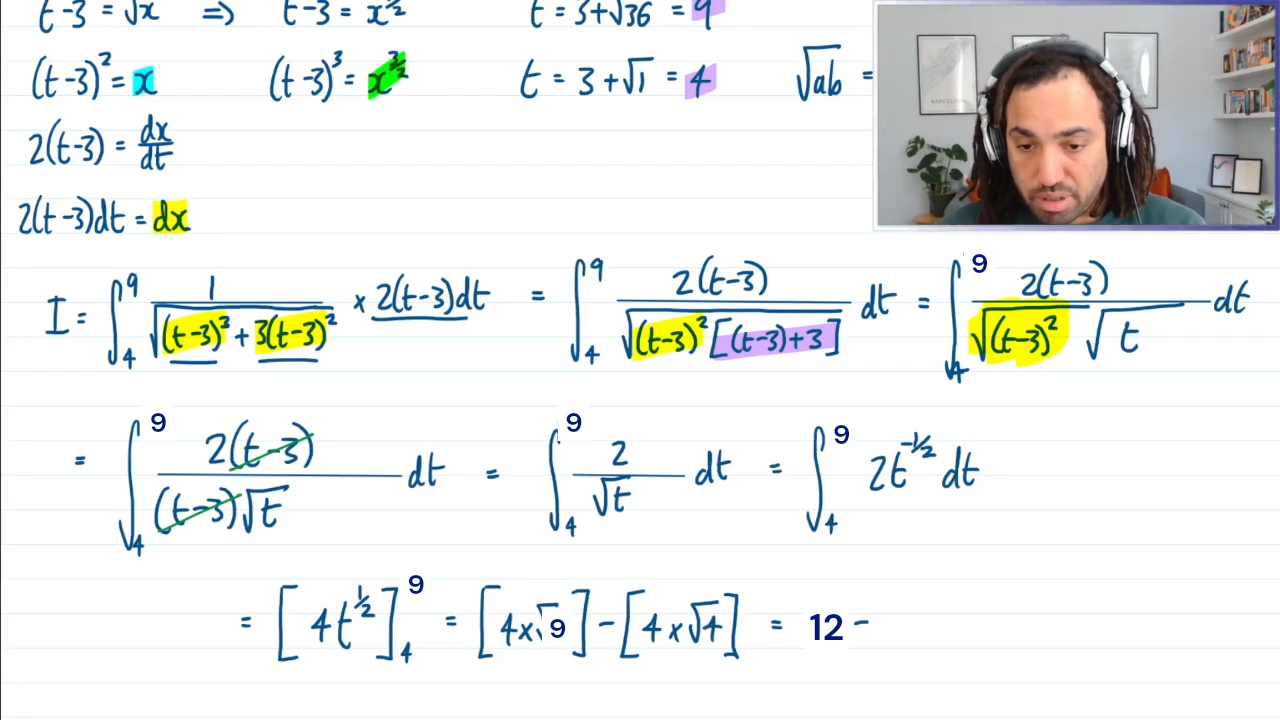 t-3 = √x ⇒ t-3 = x^½ t = 3+√36 = 9
(t-3)² = x (t-3)³ = x^(3/2) t = 3+√1 = 4 √ab =
2(t-3) = dx/dt
2(t-3)dt = dx
I = ∫₄⁹ 1/√((t-3)³ + 3(t-3)²) × 2(t-3)dt = ∫₄⁹ 2(t-3)/√((t-3)²[(t-3)+3]) dt = ∫₄⁹ 2(t-3)/(√(t-3)² √t) dt
= ∫₄⁹ 2(t-3)/((t-3)√t) dt = ∫₄⁹ 2/√t dt = ∫₄⁹ 2t^(-½) dt
= [4t^½]₄⁹ = [4×√9] - [4×√4] = 12 -
BARCELONA